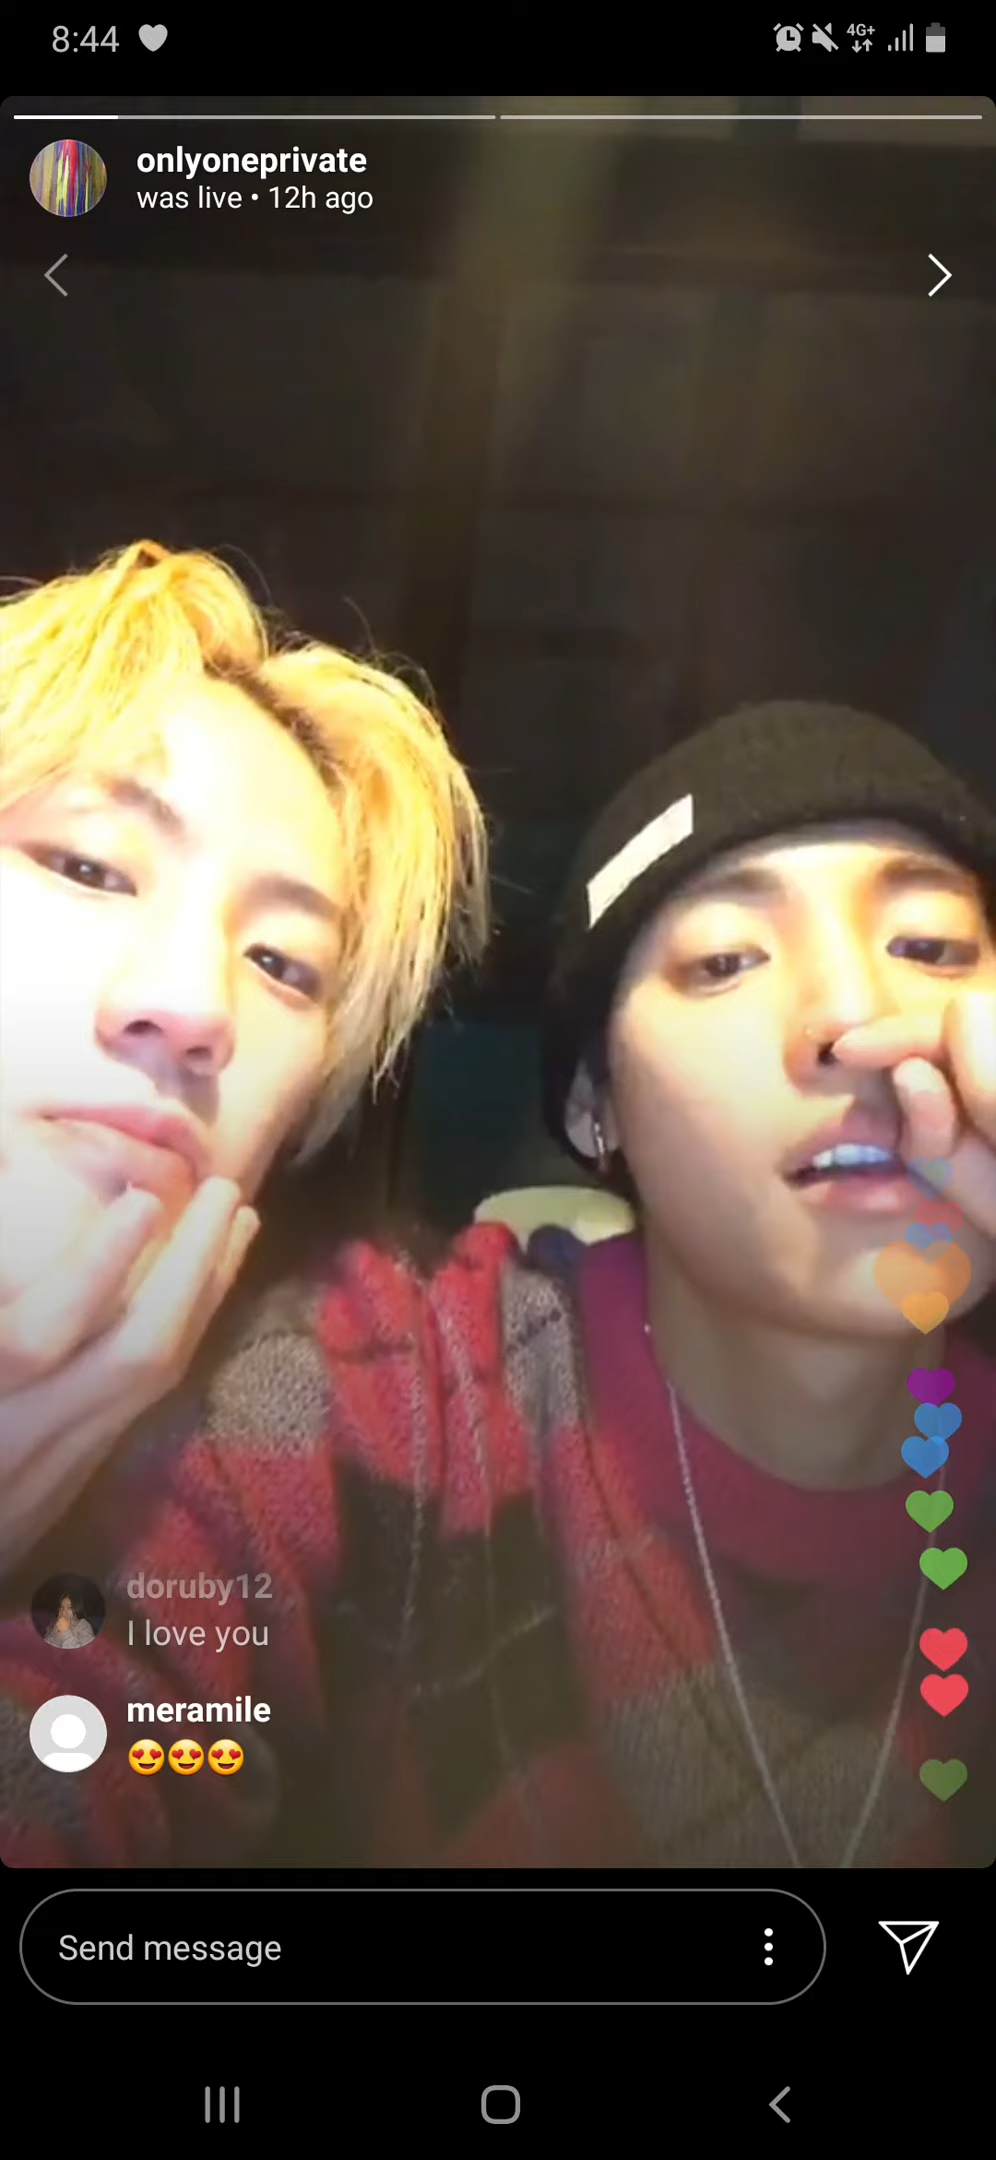 8:44
4G+
onlyoneprivate
was live • 12h ago
doruby12
I love you
meramile
😍😍😍
Send message